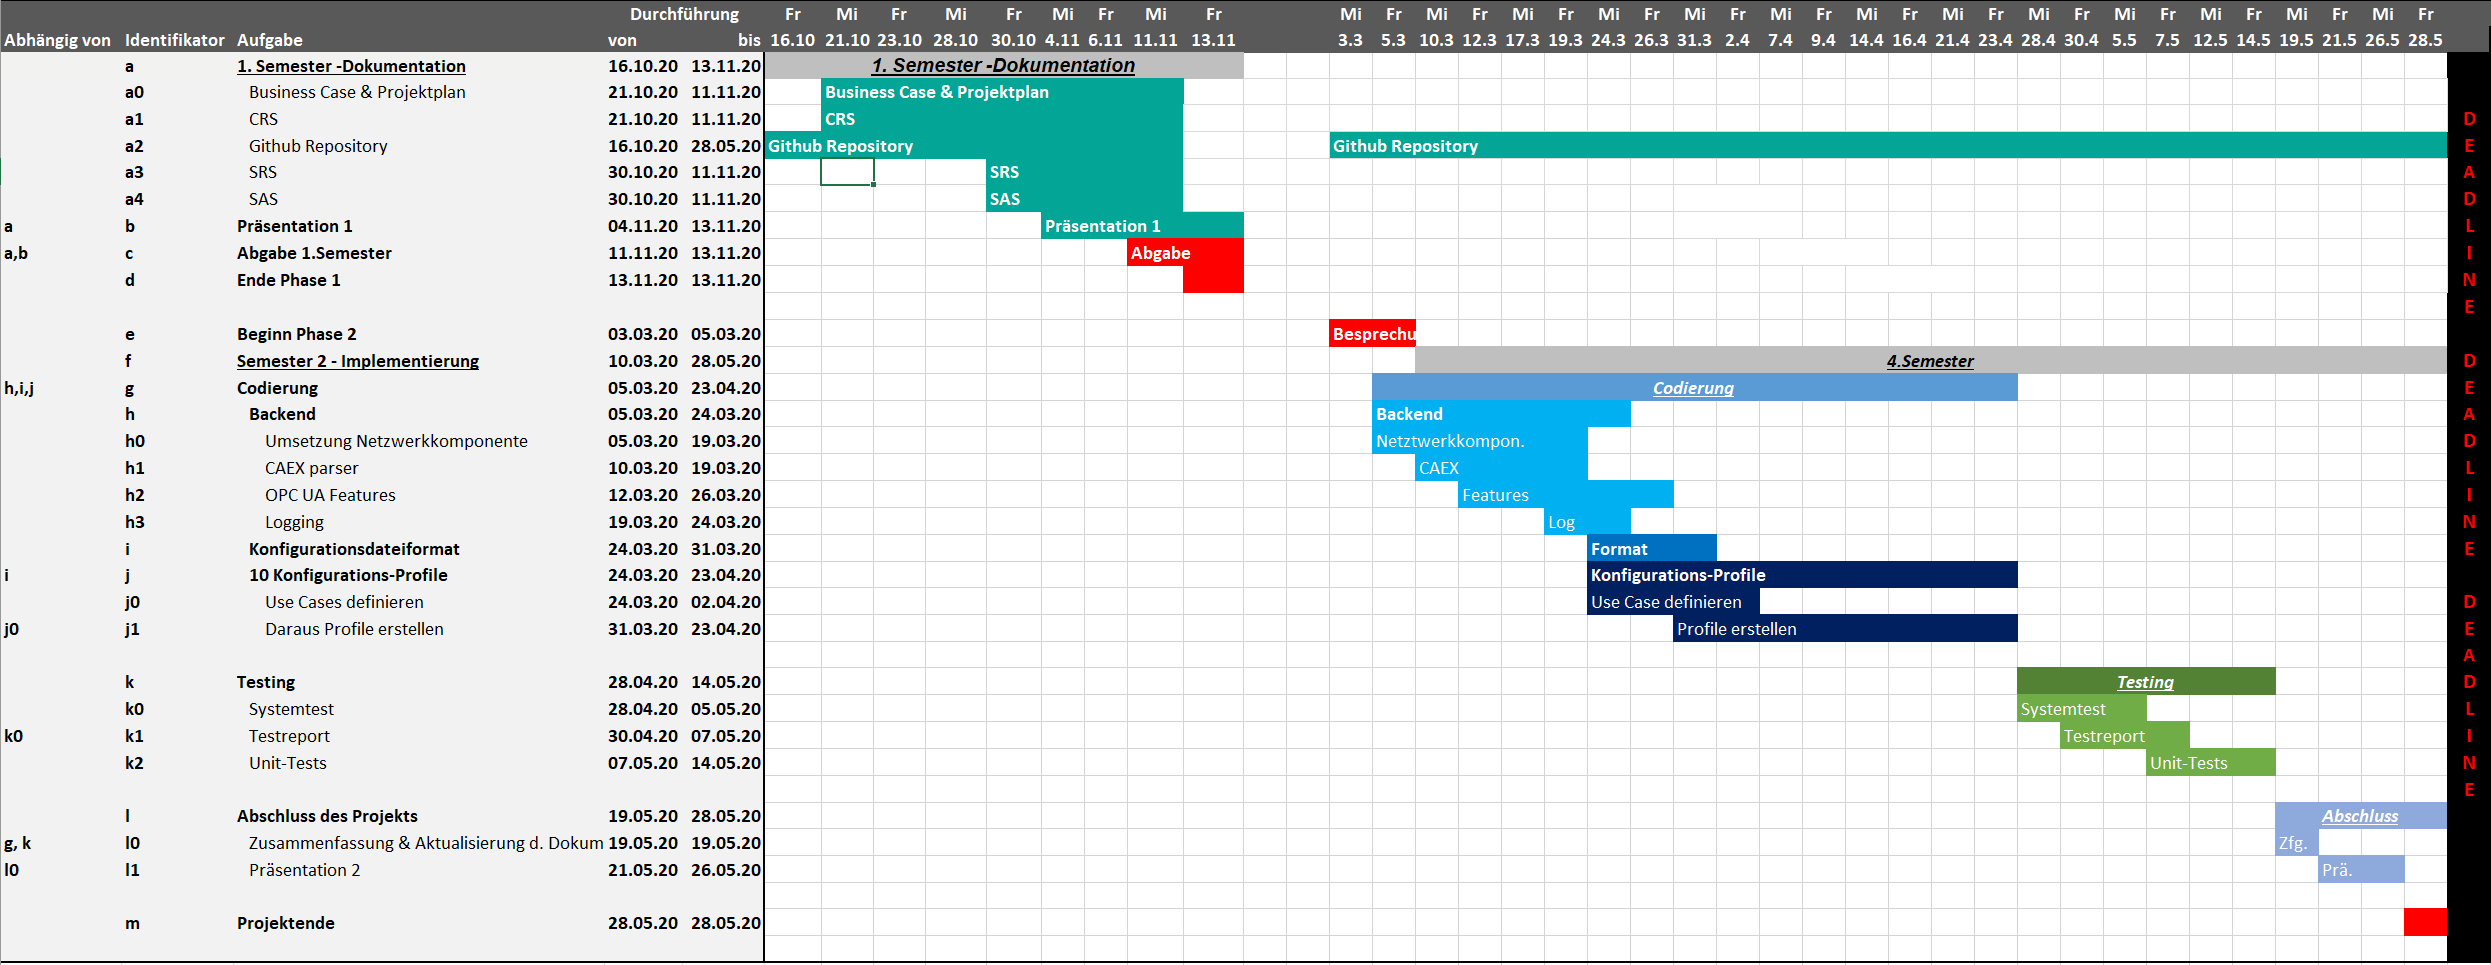 Durchführung Fr Mi Fr Mi Fr Mi Fr Mi Fr Mi Fr Mi Fr Mi Fr Mi Fr Mi Fr Mi Fr Mi Fr Mi Fr Mi Fr Mi Fr Mi Fr Mi Fr Mi Fr Mi Fr
Abhängig von Identifikator Aufgabe von bis 16.10 21.10 23.10 28.10 30.10 4.11 6.11 11.11 13.11 3.3 5.3 10.3 12.3 17.3 19.3 24.3 26.3 31.3 2.4 7.4 9.4 14.4 16.4 21.4 23.4 28.4 30.4 5.5 7.5 12.5 14.5 19.5 21.5 26.5 28.5
a 1. Semester -Dokumentation 16.10.20 13.11.20 1. Semester -Dokumentation
a0 Business Case & Projektplan 21.10.20 11.11.20 Business Case & Projektplan
a1 CRS 21.10.20 11.11.20 CRS D
a2 Github Repository 16.10.20 28.05.20 Github Repository Github Repository E
a3 SRS 30.10.20 11.11.20 SRS A
a4 SAS 30.10.20 11.11.20 SAS D
a b Präsentation 1 04.11.20 13.11.20 Präsentation 1 L
a,b c Abgabe 1.Semester 11.11.20 13.11.20 Abgabe I
d Ende Phase 1 13.11.20 13.11.20 N
E
e Beginn Phase 2 03.03.20 05.03.20 Besprechu
f Semester 2 - Implementierung 10.03.20 28.05.20 4.Semester D
h,i,j g Codierung 05.03.20 23.04.20 Codierung E
h Backend 05.03.20 24.03.20 Backend A
h0 Umsetzung Netzwerkkomponente 05.03.20 19.03.20 Netztwerkkompon. D
h1 CAEX parser 10.03.20 19.03.20 CAEX L
h2 OPC UA Features 12.03.20 26.03.20 Features I
h3 Logging 19.03.20 24.03.20 Log N
i Konfigurationsdateiformat 24.03.20 31.03.20 Format E
i j 10 Konfigurations-Profile 24.03.20 23.04.20 Konfigurations-Profile
j0 Use Cases definieren 24.03.20 02.04.20 Use Case definieren D
j0 j1 Daraus Profile erstellen 31.03.20 23.04.20 Profile erstellen E
A
k Testing 28.04.20 14.05.20 Testing D
k0 Systemtest 28.04.20 05.05.20 Systemtest L
k0 k1 Testreport 30.04.20 07.05.20 Testreport I
k2 Unit-Tests 07.05.20 14.05.20 Unit-Tests N
E
l Abschluss des Projekts 19.05.20 28.05.20 Abschluss
g, k l0 Zusammenfassung & Aktualisierung d. Dokum 19.05.20 19.05.20 Zfg.
l0 l1 Präsentation 2 21.05.20 26.05.20 Prä.
m Projektende 28.05.20 28.05.20